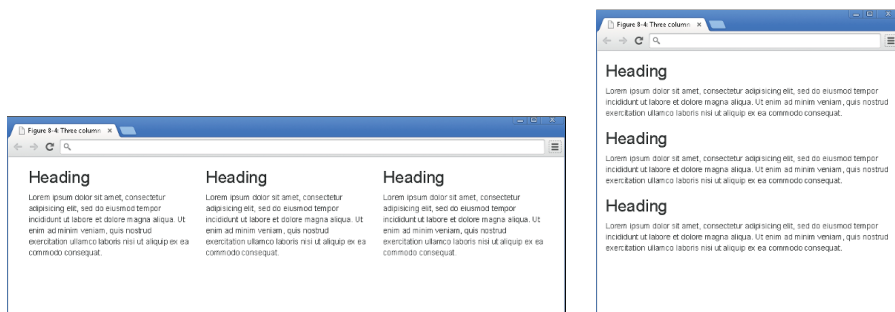 Figure 8-4: Three column
Heading
Lorem ipsum dolor sit amet, consectetur
adipisicing elit, sed do eiusmod tempor
incididunt ut labore et dolore magna aliqua. Ut
enim ad minim veniam, quis nostrud
exercitation ullamco laboris nisi ut aliquip ex ea
commodo consequat.
Heading
Lorem ipsum dolor sit amet, consectetur
adipisicing elit, sed do eiusmod tempor
incididunt ut labore et dolore magna aliqua. Ut
enim ad minim veniam, quis nostrud
exercitation ullamco laboris nisi ut aliquip ex ea
commodo consequat.
Heading
Lorem ipsum dolor sit amet, consectetur
adipisicing elit, sed do eiusmod tempor
incididunt ut labore et dolore magna aliqua. Ut
enim ad minim veniam, quis nostrud
exercitation ullamco laboris nisi ut aliquip ex ea
commodo consequat.
Figure 8-4: Three column
Heading
Lorem ipsum dolor sit amet, consectetur adipisicing elit, sed do eiusmod tempor
incididunt ut labore et dolore magna aliqua. Ut enim ad minim veniam, quis nostrud
exercitation ullamco laboris nisi ut aliquip ex ea commodo consequat.
Heading
Lorem ipsum dolor sit amet, consectetur adipisicing elit, sed do eiusmod tempor
incididunt ut labore et dolore magna aliqua. Ut enim ad minim veniam, quis nostrud
exercitation ullamco laboris nisi ut aliquip ex ea commodo consequat.
Heading
Lorem ipsum dolor sit amet, consectetur adipisicing elit, sed do eiusmod tempor
incididunt ut labore et dolore magna aliqua. Ut enim ad minim veniam, quis nostrud
exercitation ullamco laboris nisi ut aliquip ex ea commodo consequat.